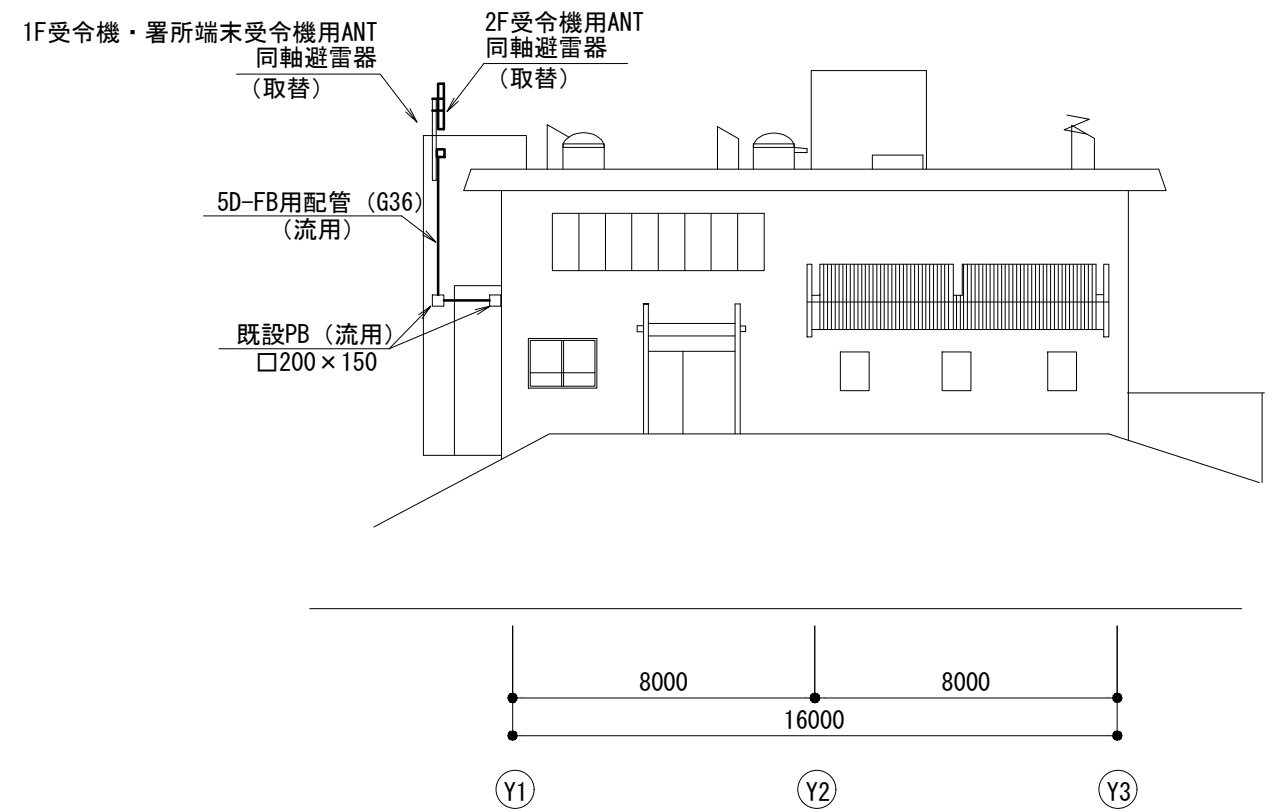 1F受令機・署所端末受令機用ANT
同軸避雷器
（取替）
2F受令機用ANT
同軸避雷器
（取替）
5D-FB用配管（G36）
（流用）
既設PB（流用）
□200×150
8000
8000
16000
Y1
Y2
Y3